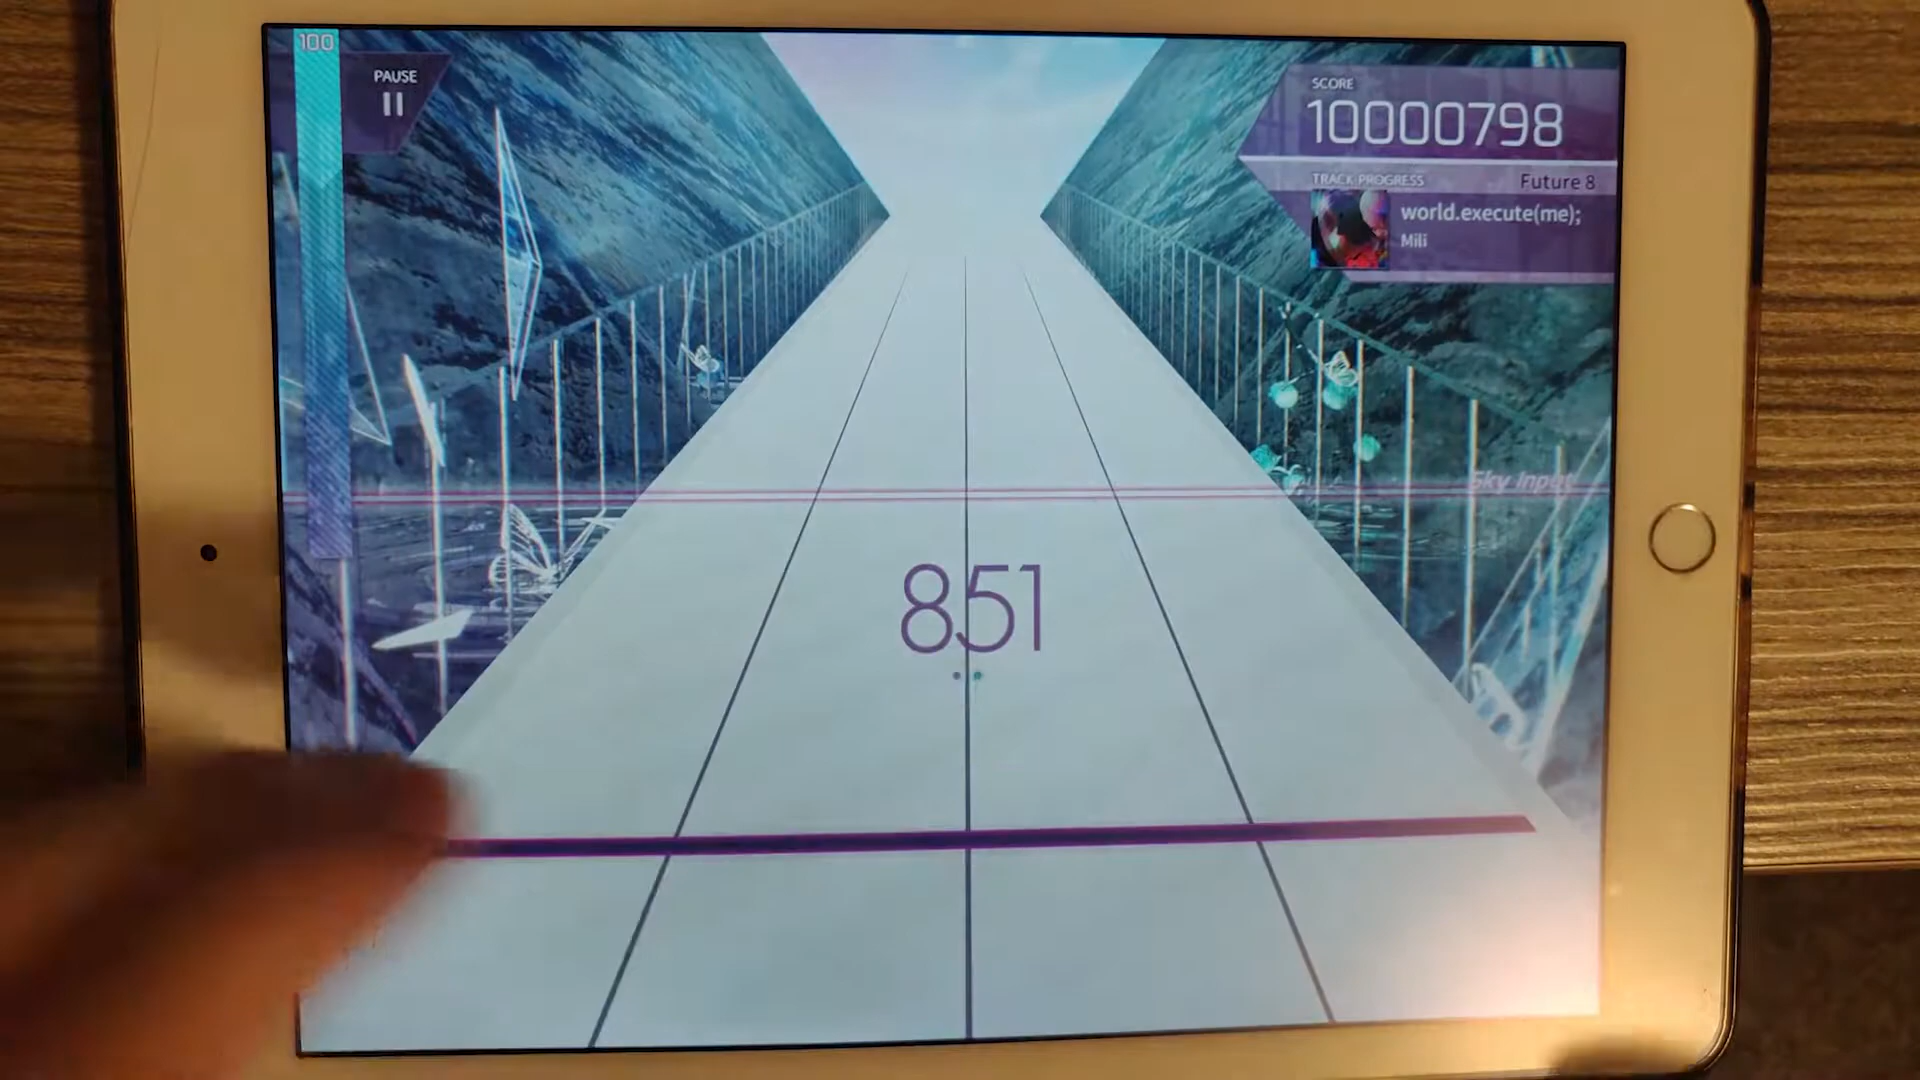 100
PAUSE
SCORE
10000798
TRACK PROGRESS
Future 8
world.execute(me);
Mili
Sky Input
851